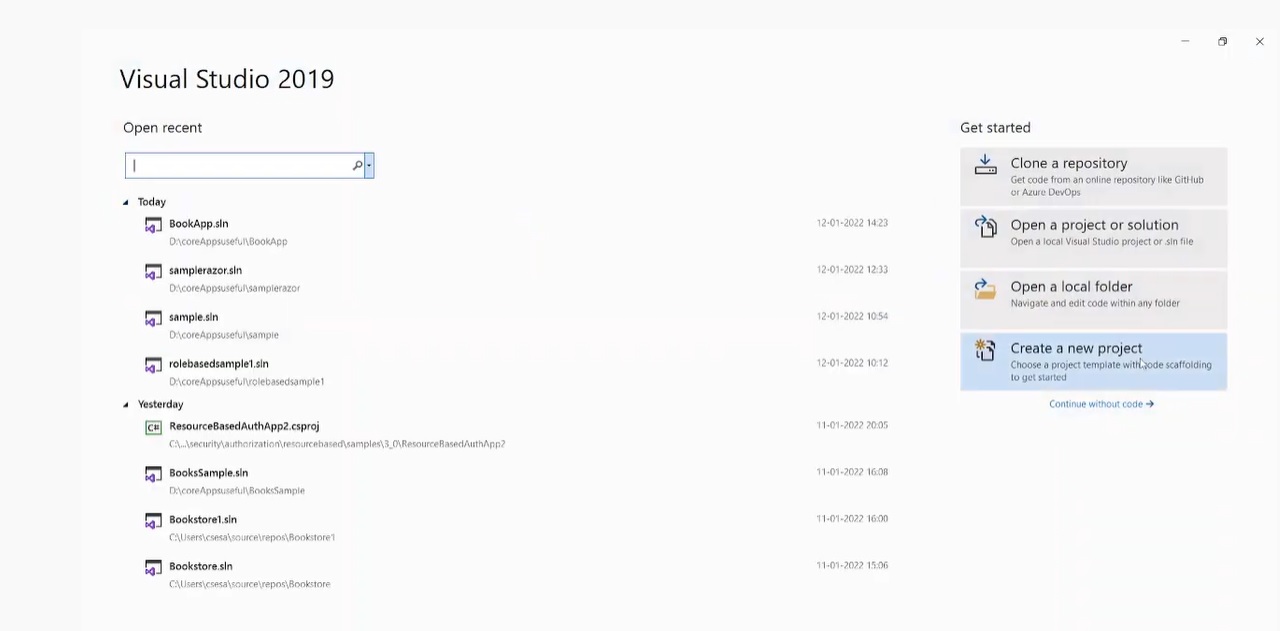 Visual Studio 2019
Open recent
Today
BookApp.sln
12-01-2022 14:23
D:\coreAppsuseful\BookApp
samplerazor.sln
12-01-2022 12:33
D:\coreAppsuseful\samplerazor
sample.sln
12-01-2022 10:54
D:\coreAppsuseful\sample
rolebasedsample1.sln
12-01-2022 10:12
D:\coreAppsuseful\rolebasedsample1
Yesterday
C# ResourceBasedAuthApp2.csproj
11-01-2022 20:05
C:\...\security\authorization\resourcebased\samples\3_0\ResourceBasedAuthApp2
BooksSample.sln
11-01-2022 16:08
D:\coreAppsuseful\BooksSample
Bookstore1.sln
11-01-2022 16:00
C:\Users\csesa\source\repos\Bookstore1
Bookstore.sln
11-01-2022 15:06
C:\Users\csesa\source\repos\Bookstore
Get started
Clone a repository
Get code from an online repository like GitHub
or Azure DevOps
Open a project or solution
Open a local Visual Studio project or .sln file
Open a local folder
Navigate and edit code within any folder
Create a new project
Choose a project template with code scaffolding
to get started
Continue without code →